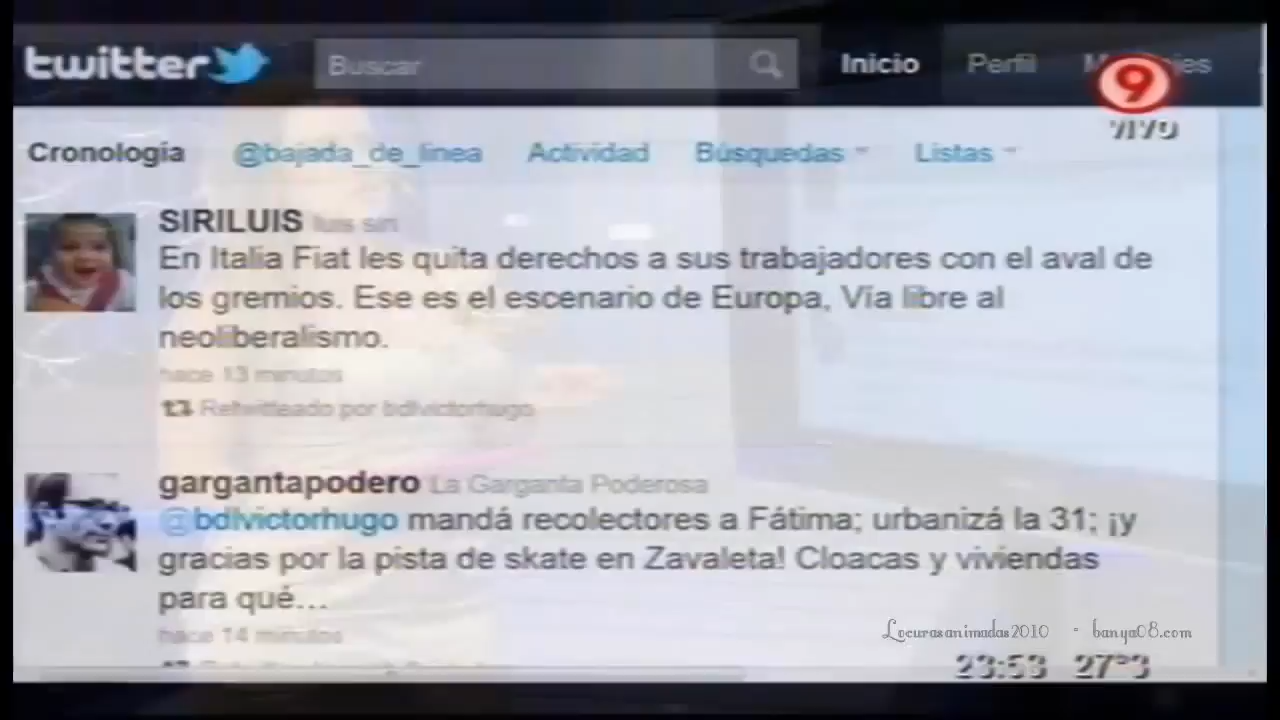 twitter
Buscar
Inicio
Perfil
9
VIVO
Cronología
@bajada_de_linea
Actividad
Búsquedas
Listas
SIRILUIS luis siri
En Italia Fiat les quita derechos a sus trabajadores con el aval de
los gremios. Ese es el escenario de Europa, Vía libre al
neoliberalismo.
hace 13 minutos
Retwitteado por bdlvictorhugo
gargantapodero La Garganta Poderosa
@bdlvictorhugo mandá recolectores a Fátima; urbanizá la 31; ¡y
gracias por la pista de skate en Zavaleta! Cloacas y viviendas
para qué...
hace 14 minutos
Locurasanimadas2010 - banya08.com
23:53 27°3